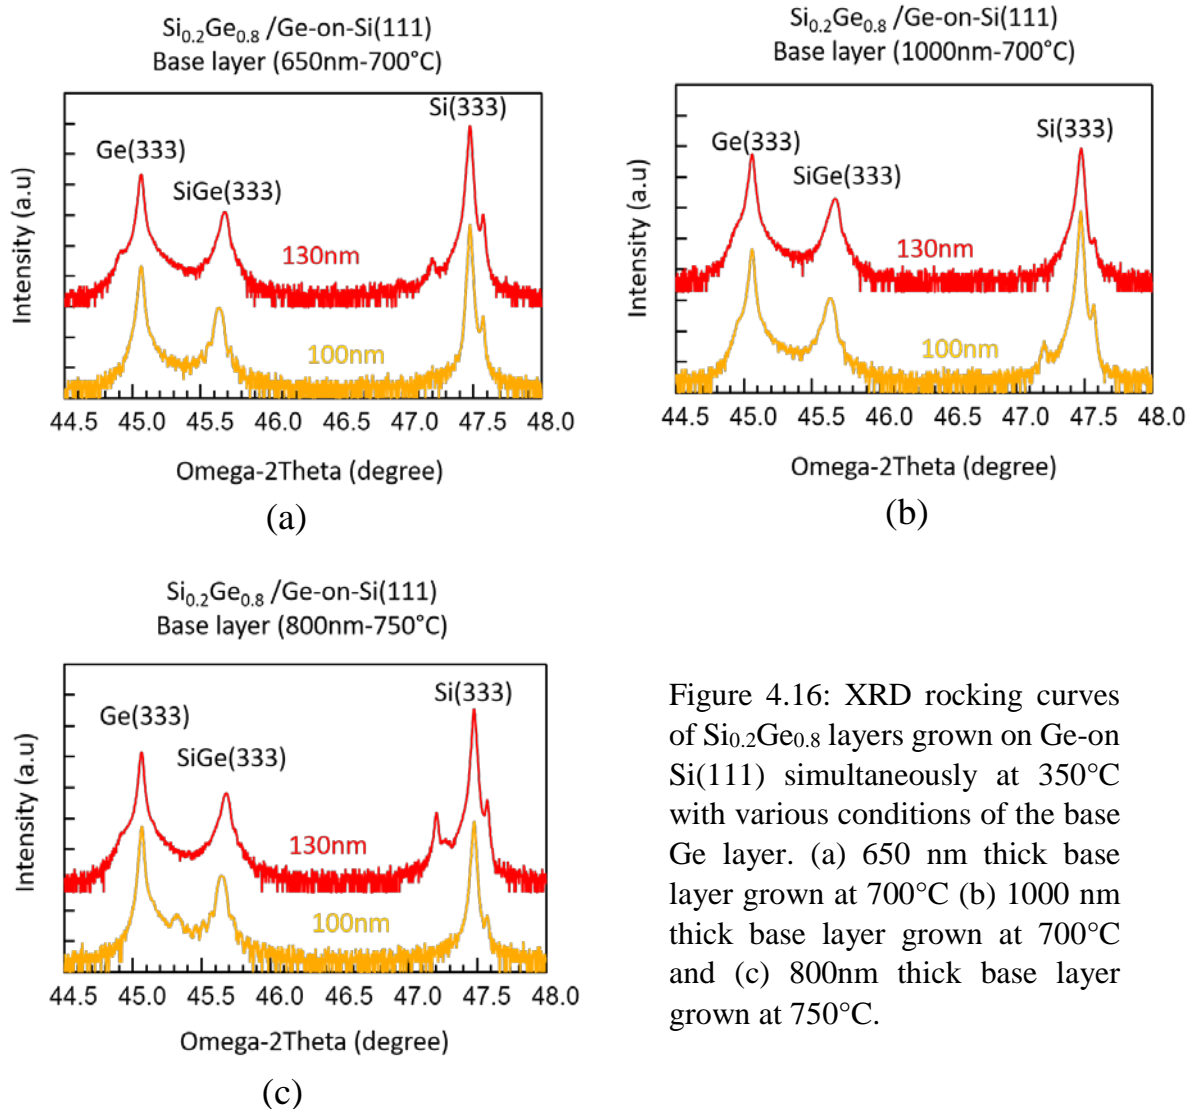 Si0.2Ge0.8 /Ge-on-Si(111)
Base layer (650nm-700°C)
Intensity (a.u)
Ge(333)
SiGe(333)
Si(333)
130nm
100nm
44.5 45.0 45.5 46.0 46.5 47.0 47.5 48.0
Omega-2Theta (degree)
(a)
Si0.2Ge0.8 /Ge-on-Si(111)
Base layer (1000nm-700°C)
Intensity (a.u)
Ge(333)
SiGe(333)
Si(333)
130nm
100nm
44.5 45.0 45.5 46.0 46.5 47.0 47.5 48.0
Omega-2Theta (degree)
(b)
Si0.2Ge0.8 /Ge-on-Si(111)
Base layer (800nm-750°C)
Intensity (a.u)
Ge(333)
SiGe(333)
Si(333)
130nm
100nm
44.5 45.0 45.5 46.0 46.5 47.0 47.5 48.0
Omega-2Theta (degree)
(c)
Figure 4.16: XRD rocking curves
of Si0.2Ge0.8 layers grown on Ge-on
Si(111) simultaneously at 350°C
with various conditions of the base
Ge layer. (a) 650 nm thick base
layer grown at 700°C (b) 1000 nm
thick base layer grown at 700°C
and (c) 800nm thick base layer
grown at 750°C.